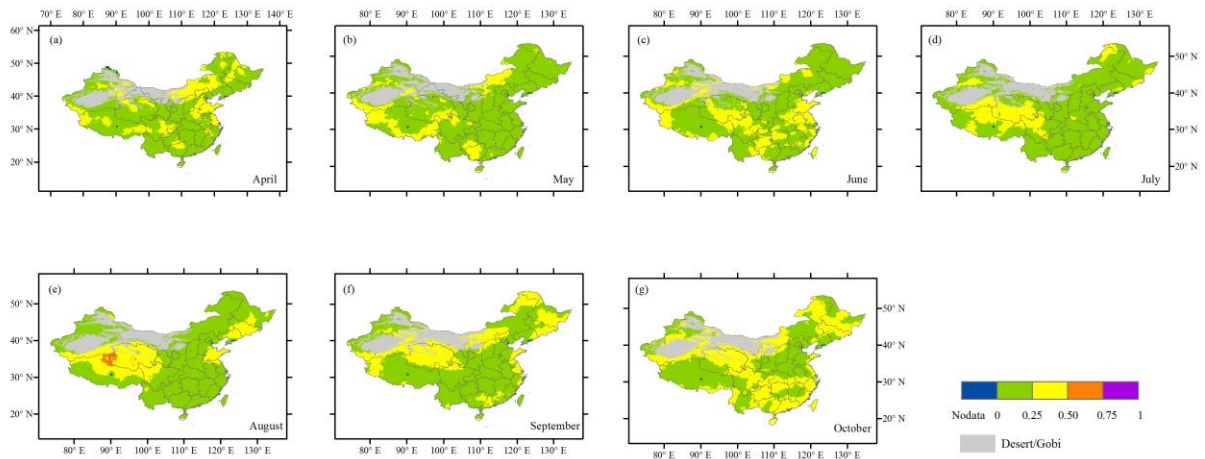 70° E 80° E 90° E 100° E 110° E 120° E 130° E
80° E 90° E 100° E 110° E 120° E 130° E
80° E 90° E 100° E 110° E 120° E 130° E
80° E 90° E 100° E 110° E 120° E 130° E
60° N
50° N
40° N
30° N
20° N
(a)
April
(b)
May
(c)
June
(d)
July
50° N
40° N
30° N
20° N
50° N
40° N
30° N
20° N
(e)
August
(f)
September
(g)
October
50° N
40° N
30° N
20° N
80° E 90° E 100° E 110° E 120° E 130° E
80° E 90° E 100° E 110° E 120° E 130° E
80° E 90° E 100° E 110° E 120° E 130° E
Nodata 0 0.25 0.50 0.75 1
Desert/Gobi